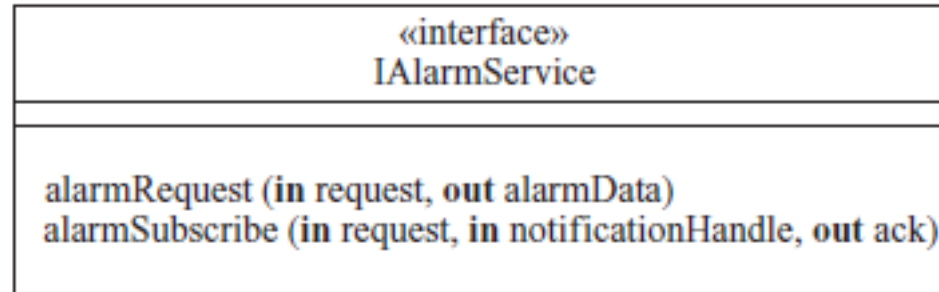 «interface»
IAlarmService
alarmRequest (in request, out alarmData)
alarmSubscribe (in request, in notificationHandle, out ack)